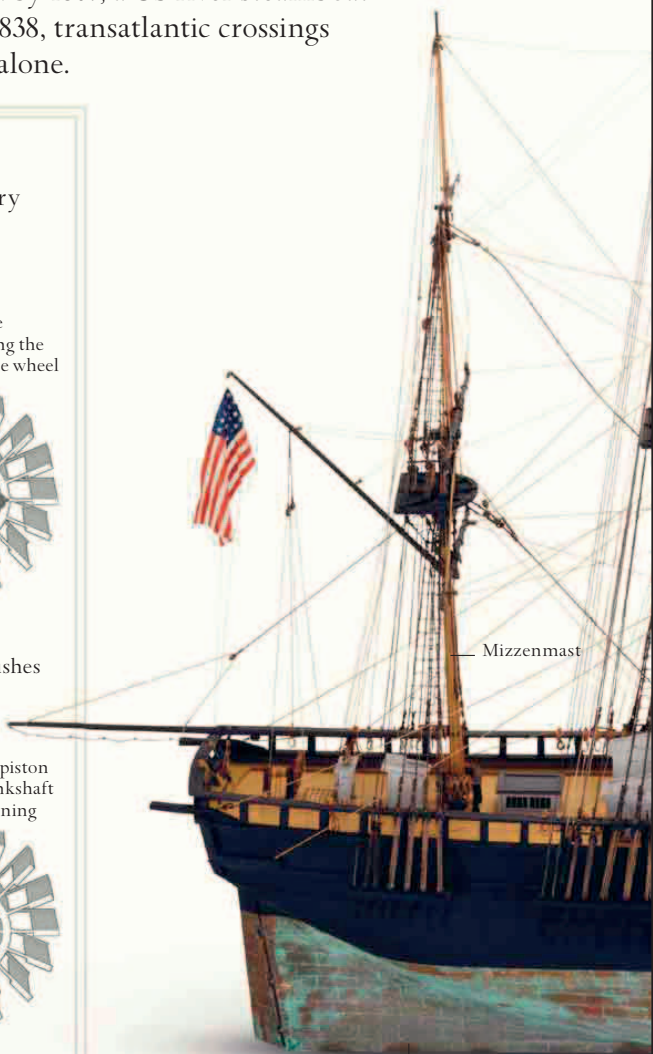 838, transatlantic crossings
alone.
ry
e
ng the
e wheel
shes
piston
nkshaft
ning
Mizzenmast